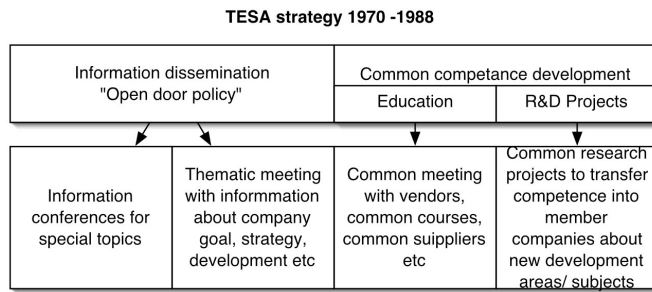 TESA strategy 1970 -1988
Information dissemination
"Open door policy"
Common competance development
Education
R&D Projects
Information
conferences for
special topics
Thematic meeting
with informmation
about company
goal, strategy,
development etc
Common meeting
with vendors,
common courses,
common suippliers
etc
Common research
projects to transfer
competence into
member
companies about
new development
areas/ subjects